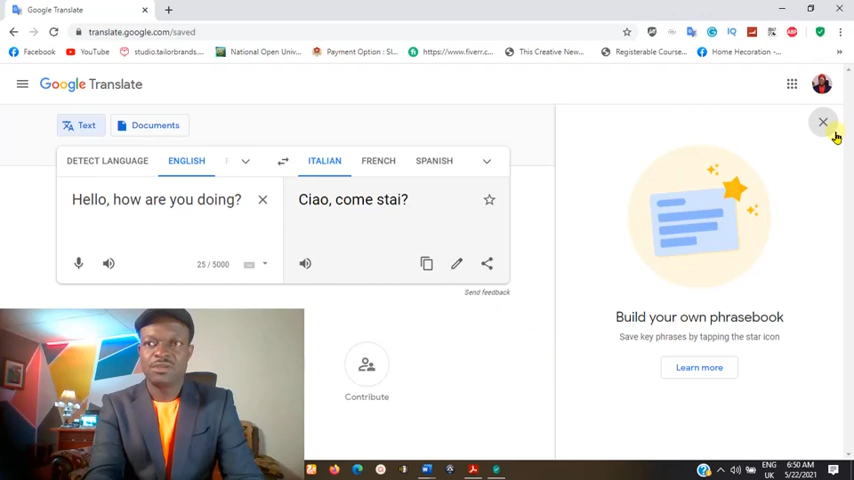 Google Translate
translate.google.com/saved
Facebook
YouTube
studio.tailorbrands...
National Open Univ...
Payment Option : Sl...
https://www.fiverr.c...
This Creative New...
Registerable Course...
Home Hecoration -...
Google Translate
Text
Documents
DETECT LANGUAGE
ENGLISH
ITALIAN
FRENCH
SPANISH
Hello, how are you doing?
Ciao, come stai?
25 / 5000
Send feedback
Build your own phrasebook
Save key phrases by tapping the star icon
Learn more
Contribute
ENG
UK
6:50 AM
5/22/2021